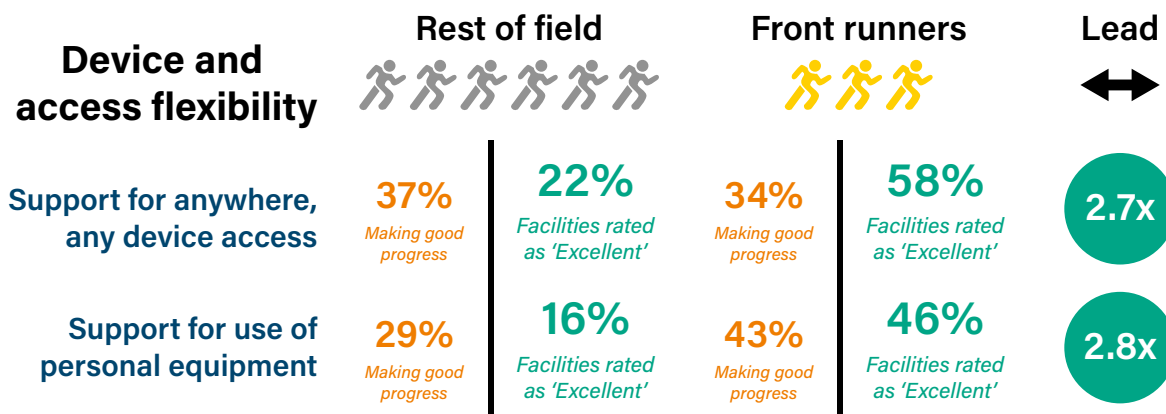 Device and
access flexibility
Rest of field
Front runners
Lead
Support for anywhere,
any device access
37%
Making good
progress
22%
Facilities rated
as ‘Excellent’
34%
Making good
progress
58%
Facilities rated
as ‘Excellent’
2.7x
Support for use of
personal equipment
29%
Making good
progress
16%
Facilities rated
as ‘Excellent’
43%
Making good
progress
46%
Facilities rated
as ‘Excellent’
2.8x